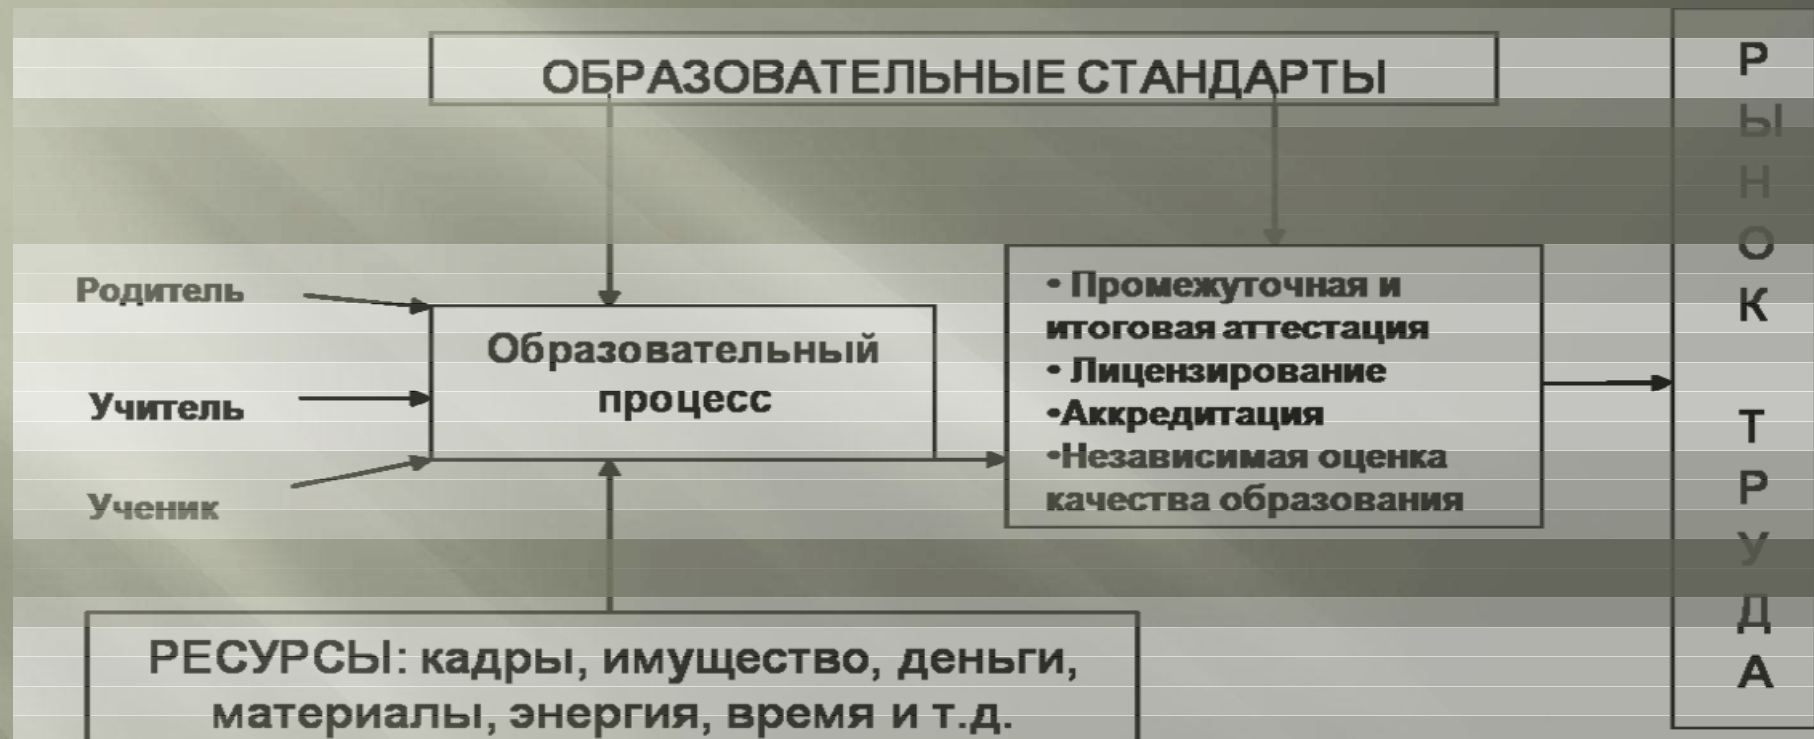 ОБРАЗОВАТЕЛЬНЫЕ СТАНДАРТЫ
Родитель
Учитель
Ученик
Образовательный
процесс
• Промежуточная и
итоговая аттестация
• Лицензирование
•Аккредитация
•Независимая оценка
качества образования
РЕСУРСЫ: кадры, имущество, деньги,
материалы, энергия, время и т.д.
Р
Ы
Н
О
К
Т
Р
У
Д
А